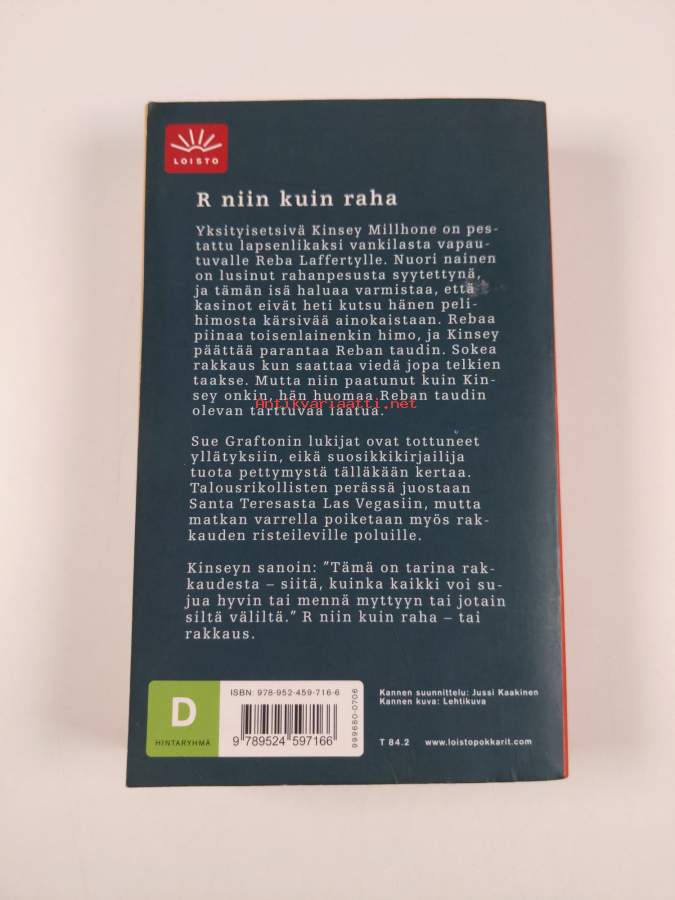 LOISTO
R niin kuin raha
Yksityisetsivä Kinsey Millhone on pes-
tattu lapsenlikaksi vankilasta vapau-
tuvalle Reba Laffertylle. Nuori nainen
on lusinut rahanpesusta syytettynä,
ja tämän isä haluaa varmistaa, että
kasinot eivät heti kutsu hänen peli-
himosta kärsivää ainokaistaan. Rebaa
piinaa toisenlainenkin himo, ja Kinsey
päättää parantaa Reban taudin. Sokea
rakkaus kun saattaa viedä jopa telkien
taakse. Mutta niin paatunut kuin Kin-
Antikvariaatti.net
sey onkin, hän huomaa Reban taudin
olevan tarttuvaa laatua.
Sue Graftonin lukijat ovat tottuneet
yllätyksiin, eikä suosikkikirjailija
tuota pettymystä tälläkään kertaa.
Talousrikollisten perässä juostaan
Santa Teresasta Las Vegasiin, mutta
matkan varrella poiketaan myös rak-
kauden risteileville poluille.
Kinseyn sanoin: ”Tämä on tarina rak-
kaudesta – siitä, kuinka kaikki voi su-
jua hyvin tai mennä myttyyn tai jotain
siltä väliltä.” R niin kuin raha – tai
rakkaus.
D
HINTARYHMÄ
ISBN: 978-952-459-716-6
9 789524 597166
999680-0706
Kannen suunnittelu: Jussi Kaakinen
Kannen kuva: Lehtikuva
T 84.2 www.loistopokkarit.com